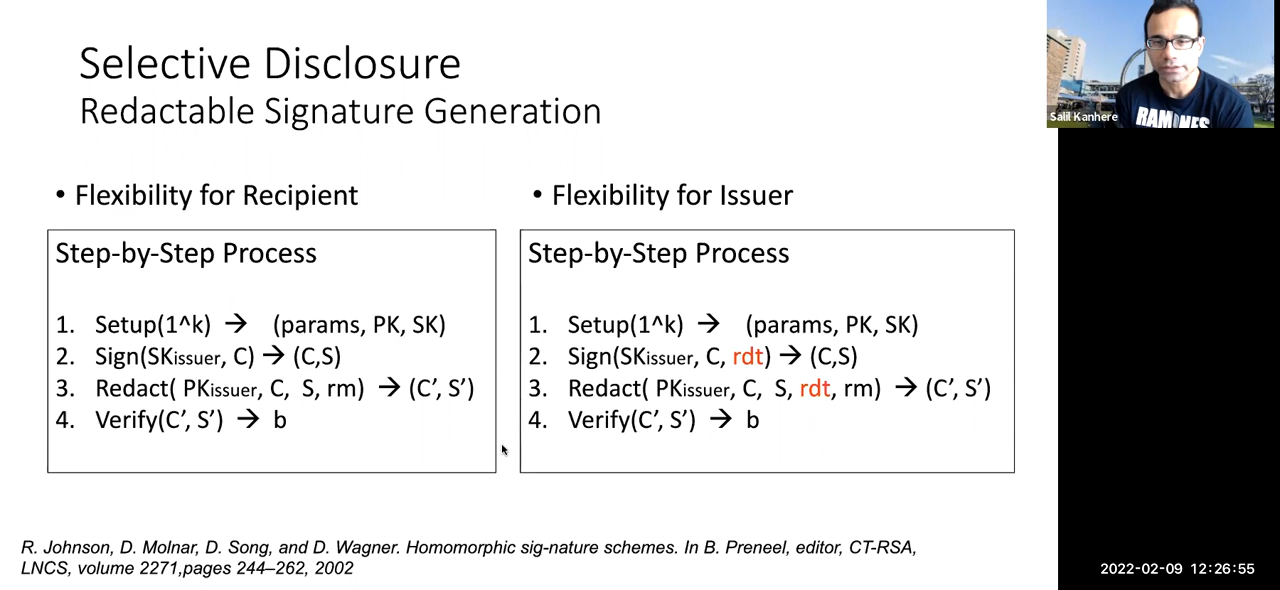 Selective Disclosure
Redactable Signature Generation
• Flexibility for Recipient
Step-by-Step Process
1. Setup(1^k) → (params, PK, SK)
2. Sign(SKissuer, C) → (C,S)
3. Redact( PKissuer, C, S, rm) → (C’, S’)
4. Verify(C’, S’) → b
• Flexibility for Issuer
Step-by-Step Process
1. Setup(1^k) → (params, PK, SK)
2. Sign(SKissuer, C, rdt) → (C,S)
3. Redact( PKissuer, C, S, rdt, rm) → (C’, S’)
4. Verify(C’, S’) → b
R. Johnson, D. Molnar, D. Song, and D. Wagner. Homomorphic sig-nature schemes. In B. Preneel, editor, CT-RSA,
LNCS, volume 2271,pages 244–262, 2002
RAMONES
Salil Kanhere
2022-02-09 12:26:55